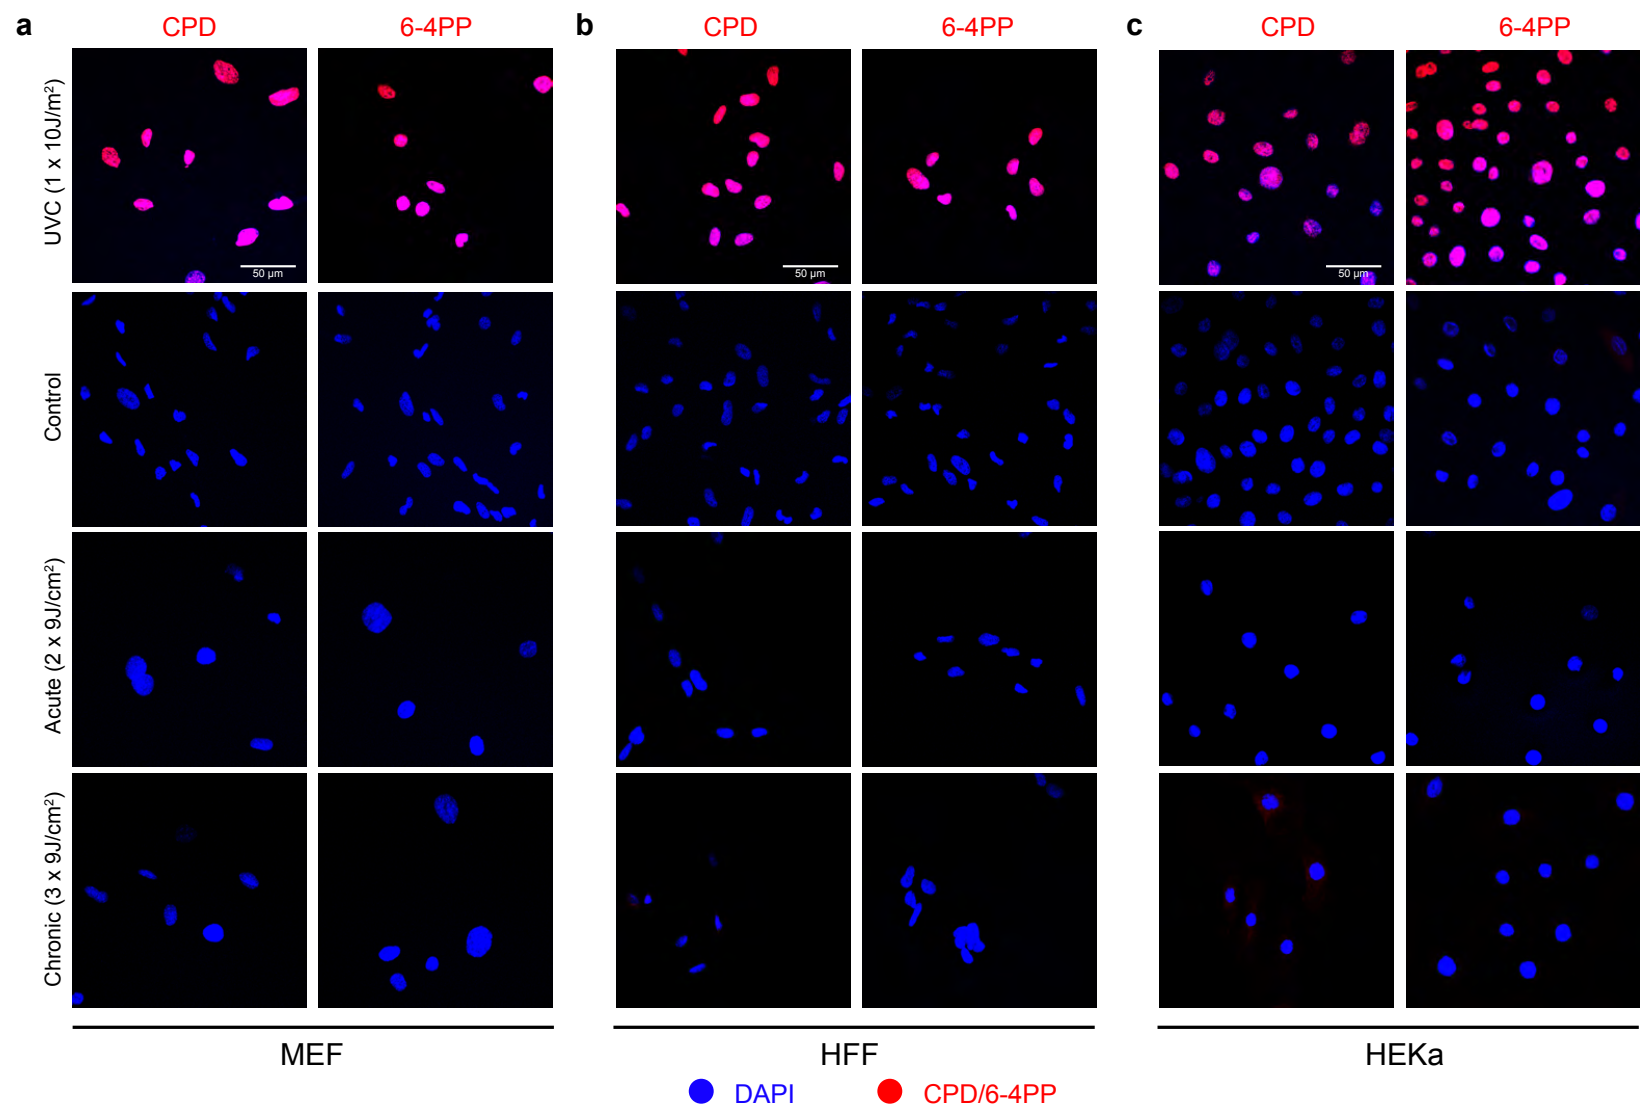 a
CPD
6-4PP
b
CPD
6-4PP
c
CPD
6-4PP
UVC (1 x 10J/m²)
50 µm
50 µm
50 µm
Control
Acute (2 x 9J/cm²)
Chronic (3 x 9J/cm²)
MEF
HFF
HEKa
DAPI
CPD/6-4PP